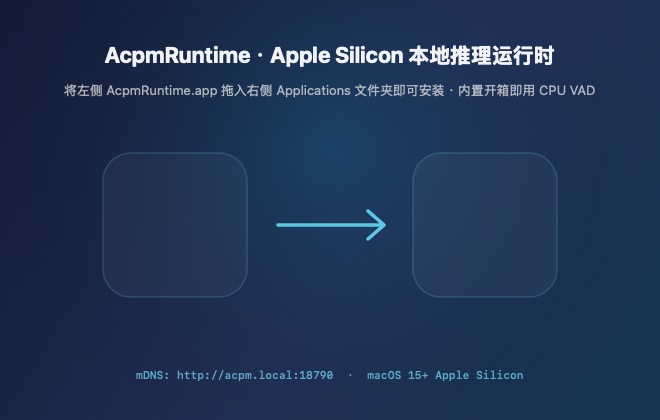 AcpmRuntime · Apple Silicon 本地推理运行时
将左侧 AcpmRuntime.app 拖入右侧 Applications 文件夹即可安装 · 内置开箱即用 CPU VAD
mDNS: http://acpm.local:18790 · macOS 15+ Apple Silicon